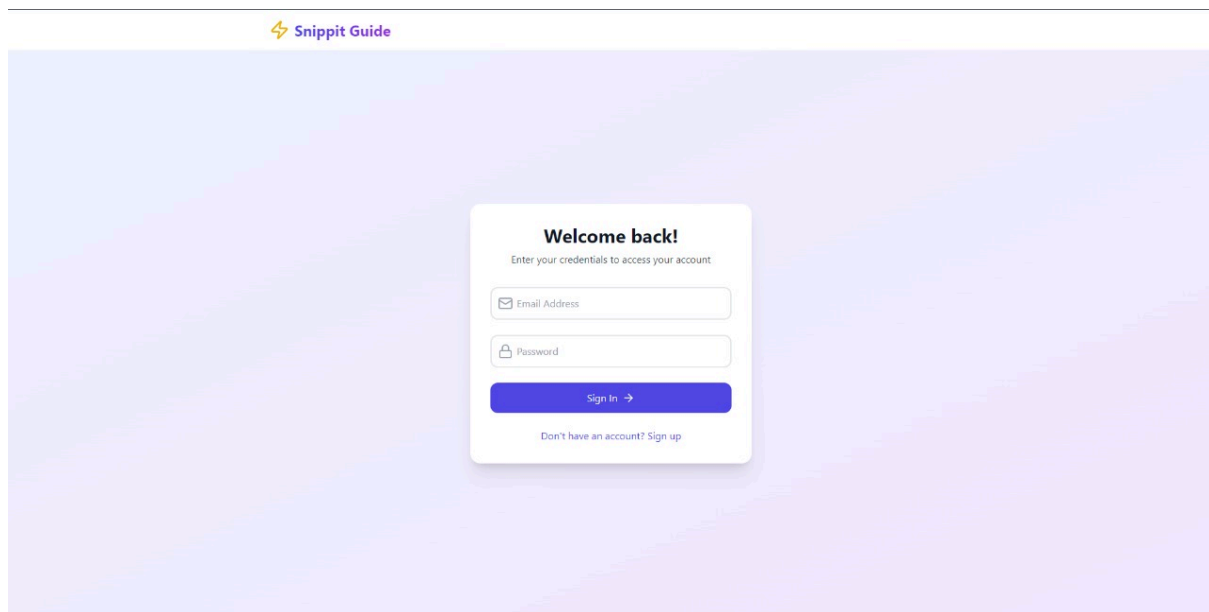 Snippit Guide
Welcome back!
Enter your credentials to access your account
Email Address
Password
Sign In →
Don't have an account? Sign up